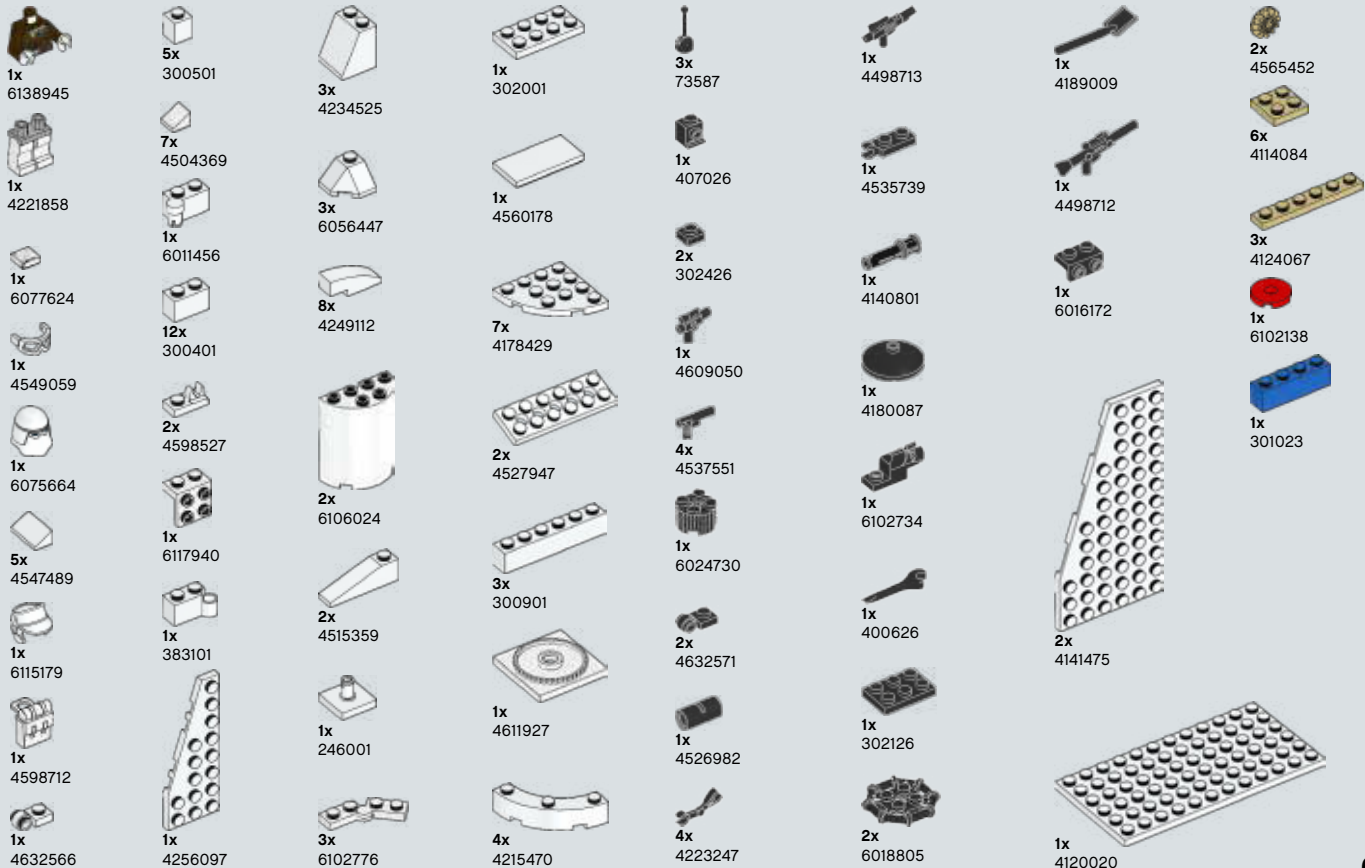 1x
6138945
1x
4221858
1x
6077624
1x
4549059
1x
6075664
5x
4547489
1x
6115179
1x
4598712
1x
4632566
5x
300501
7x
4504369
1x
6011456
12x
300401
2x
4598527
1x
6117940
1x
383101
1x
4256097
3x
4234525
3x
6056447
8x
4249112
2x
6106024
2x
4515359
1x
246001
3x
6102776
1x
302001
1x
4560178
7x
4178429
2x
4527947
3x
300901
1x
4611927
4x
4215470
3x
73587
1x
407026
2x
302426
1x
4609050
4x
4537551
1x
6024730
2x
4632571
1x
4526982
4x
4223247
1x
4498713
1x
4535739
1x
4140801
1x
4180087
1x
6102734
1x
400626
1x
302126
2x
6018805
1x
4189009
1x
4498712
1x
6016172
2x
4141475
1x
4120020
2x
4565452
6x
4114084
3x
4124067
1x
6102138
1x
301023